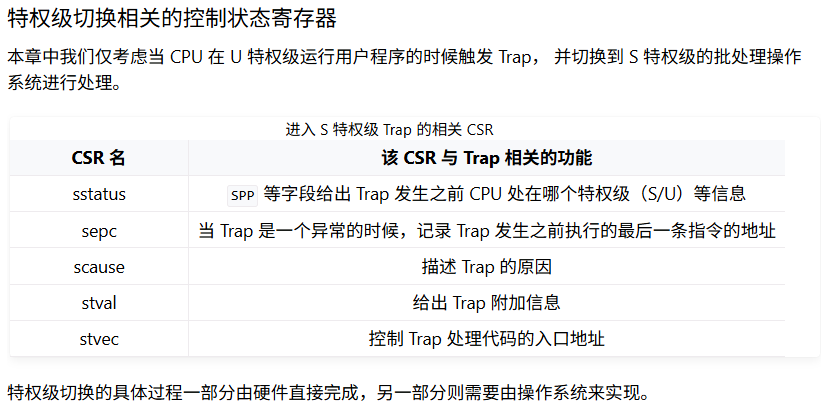 特权级切换相关的控制状态寄存器
本章中我们仅考虑当 CPU 在 U 特权级运行用户程序的时候触发 Trap， 并切换到 S 特权级的批处理操作
系统进行处理。
进入 S 特权级 Trap 的相关 CSR
CSR 名 该 CSR 与 Trap 相关的功能
sstatus SPP 等字段给出 Trap 发生之前 CPU 处在哪个特权级（S/U）等信息
sepc 当 Trap 是一个异常的时候，记录 Trap 发生之前执行的最后一条指令的地址
scause 描述 Trap 的原因
stval 给出 Trap 附加信息
stvec 控制 Trap 处理代码的入口地址
特权级切换的具体过程一部分由硬件直接完成，另一部分则需要由操作系统来实现。